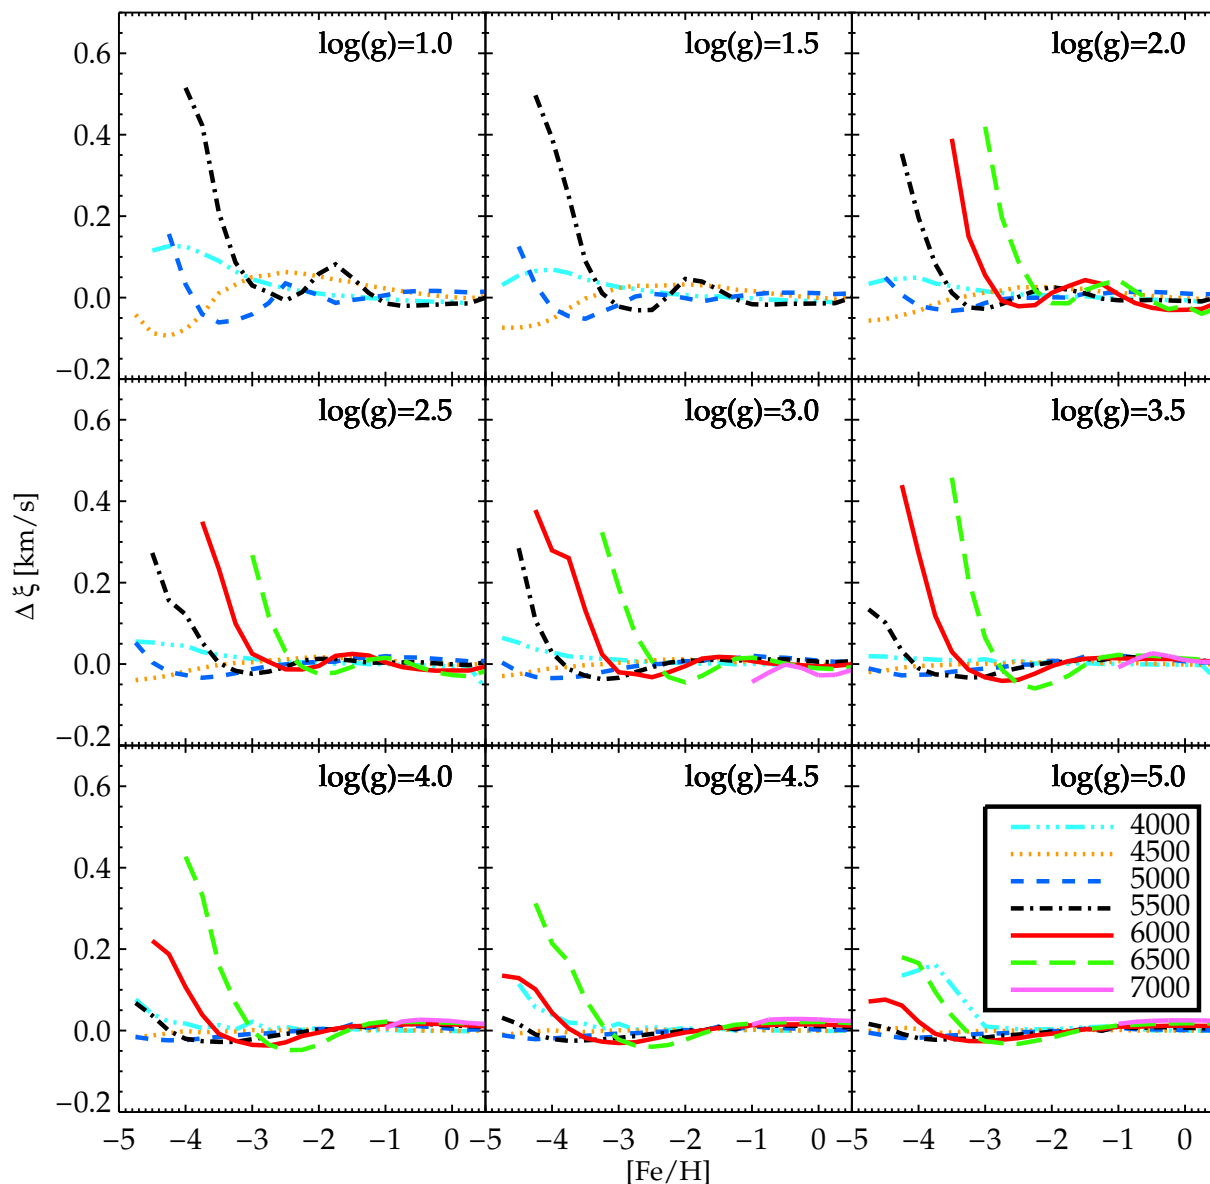 log(g)=1.0
log(g)=1.5
log(g)=2.0
0.6
0.4
0.2
0.0
−0.2
log(g)=2.5
log(g)=3.0
log(g)=3.5
0.6
0.4
0.2
0.0
−0.2
Δ ξ [km/s]
log(g)=4.0
log(g)=4.5
log(g)=5.0
0.6
0.4
0.2
0.0
−0.2
4000
4500
5000
5500
6000
6500
7000
−5 −4 −3 −2 −1 0 −5 −4 −3 −2 −1 0 −5 −4 −3 −2 −1 0
[Fe/H]